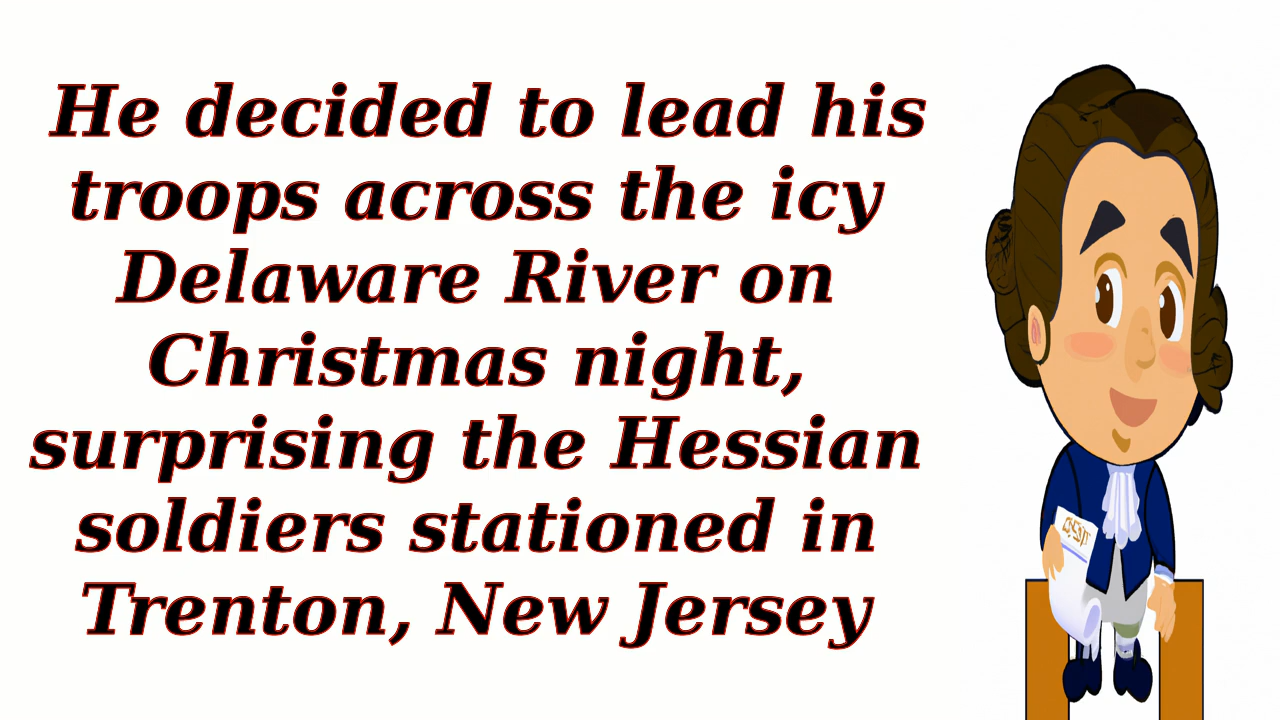 He decided to lead his
troops across the icy
Delaware River on
Christmas night,
surprising the Hessian
soldiers stationed in
Trenton, New Jersey